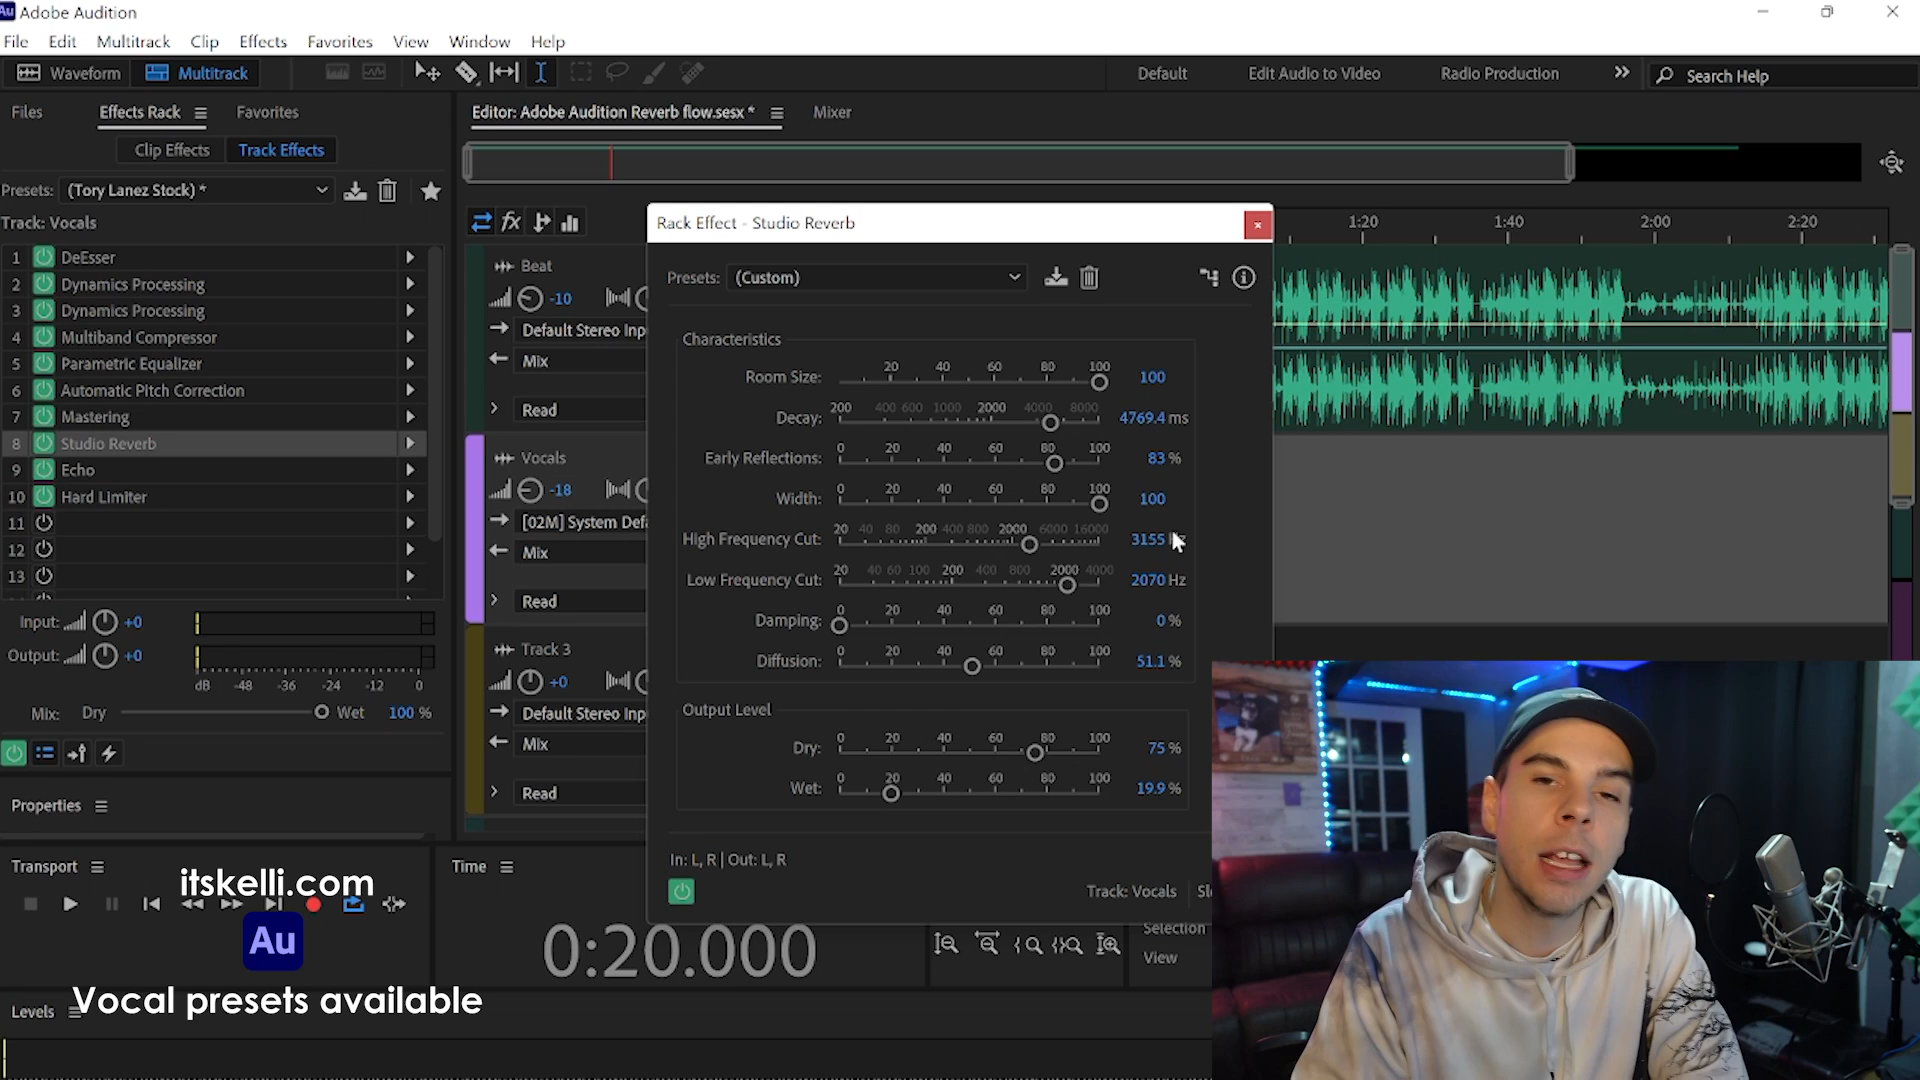 Au Adobe Audition
File Edit Multitrack Clip Effects Favorites View Window Help
Waveform Multitrack Default Edit Audio to Video Radio Production Search Help
Files Effects Rack Favorites
Clip Effects Track Effects
Presets: (Tory Lanez Stock) *
Track: Vocals
1 DeEsser
2 Dynamics Processing
3 Dynamics Processing
4 Multiband Compressor
5 Parametric Equalizer
6 Automatic Pitch Correction
7 Mastering
8 Studio Reverb
9 Echo
10 Hard Limiter
11
12
13
Input: +0
Output: +0
dB -48 -36 -24 -12 0
Mix: Dry Wet 100 %
Properties
Transport
itskelli.com
Au
Vocal presets available
Levels
Editor: Adobe Audition Reverb flow.sesx * Mixer
fx
1:20 1:40 2:00 2:20
Beat
-10
Default Stereo Inp
Mix
Read
Vocals
-18
[02M] System Defa
Mix
Read
Track 3
+0
Default Stereo Inp
Mix
Read
Time
0:20.000
Rack Effect - Studio Reverb
Presets: (Custom)
Characteristics
20 40 60 80 100
Room Size: 100
200 400 600 1000 2000 4000 8000
Decay: 4769.4 ms
0 20 40 60 80 100
Early Reflections: 83 %
0 20 40 60 80 100
Width: 100
20 40 80 200 400 800 2000 6000 16000
High Frequency Cut: 3155
20 40 60 100 200 400 800 2000 4000
Low Frequency Cut: 2070 Hz
0 20 40 60 80 100
Damping: 0 %
0 20 40 60 80 100
Diffusion: 51.1 %
Output Level
0 20 40 60 80 100
Dry: 75 %
0 20 40 60 80 100
Wet: 19.9 %
In: L, R | Out: L, R
Track: Vocals
Selection
View